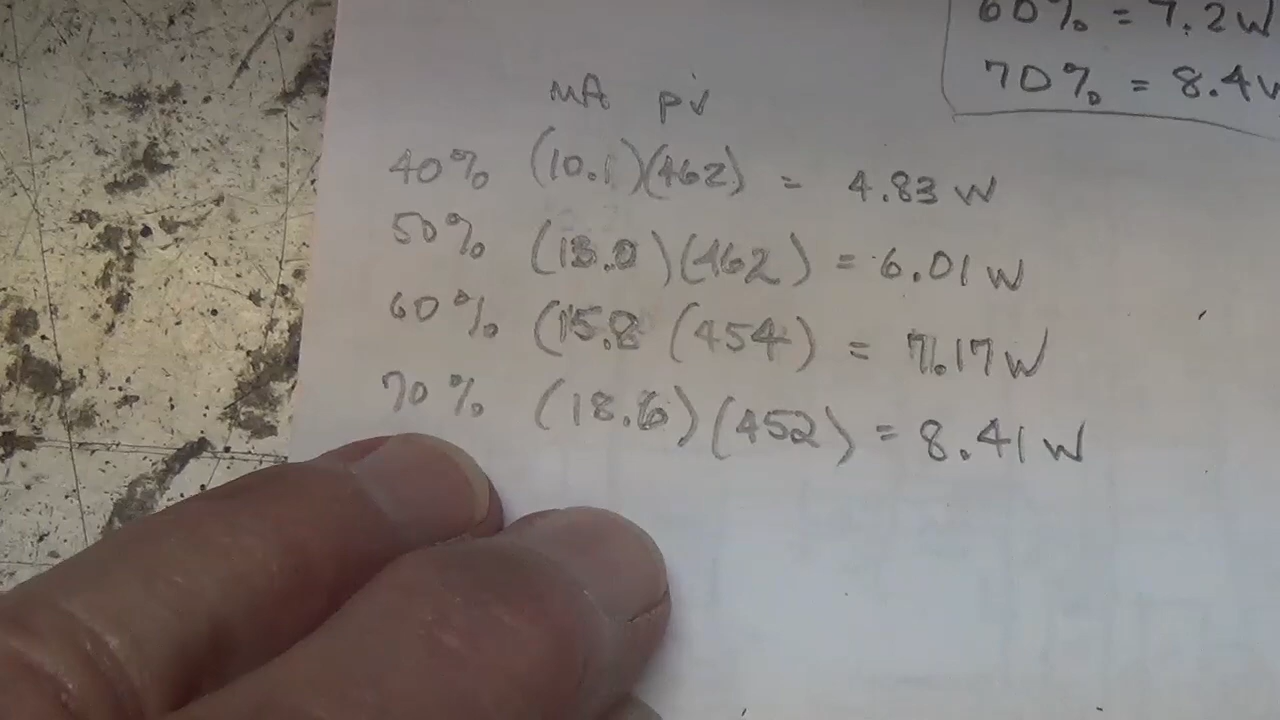 60% = 7.2W
70% = 8.4W
MA PV
40% (10.1)(462) = 4.83 W
50% (13.0)(462) = 6.01 W
60% (15.8 (454) = 7.17 W
70% (18.6)(452) = 8.41 W